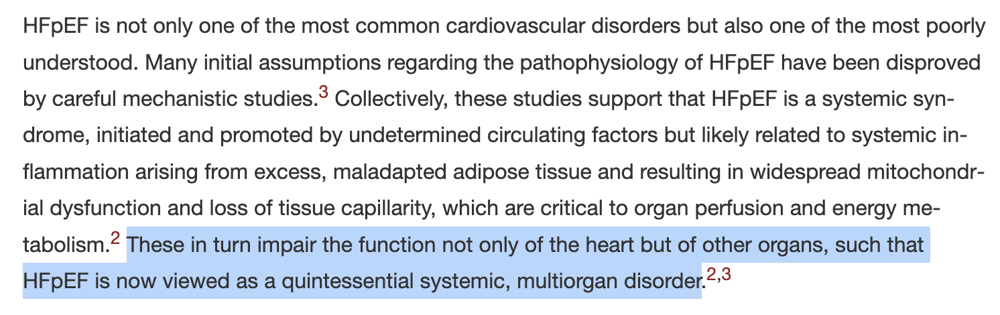 HFpEF is not only one of the most common cardiovascular disorders but also one of the most poorly
understood. Many initial assumptions regarding the pathophysiology of HFpEF have been disproved
by careful mechanistic studies.3 Collectively, these studies support that HFpEF is a systemic syn-
drome, initiated and promoted by undetermined circulating factors but likely related to systemic in-
flammation arising from excess, maladapted adipose tissue and resulting in widespread mitochondr-
ial dysfunction and loss of tissue capillarity, which are critical to organ perfusion and energy me-
tabolism.2 These in turn impair the function not only of the heart but of other organs, such that
HFpEF is now viewed as a quintessential systemic, multiorgan disorder.2,3